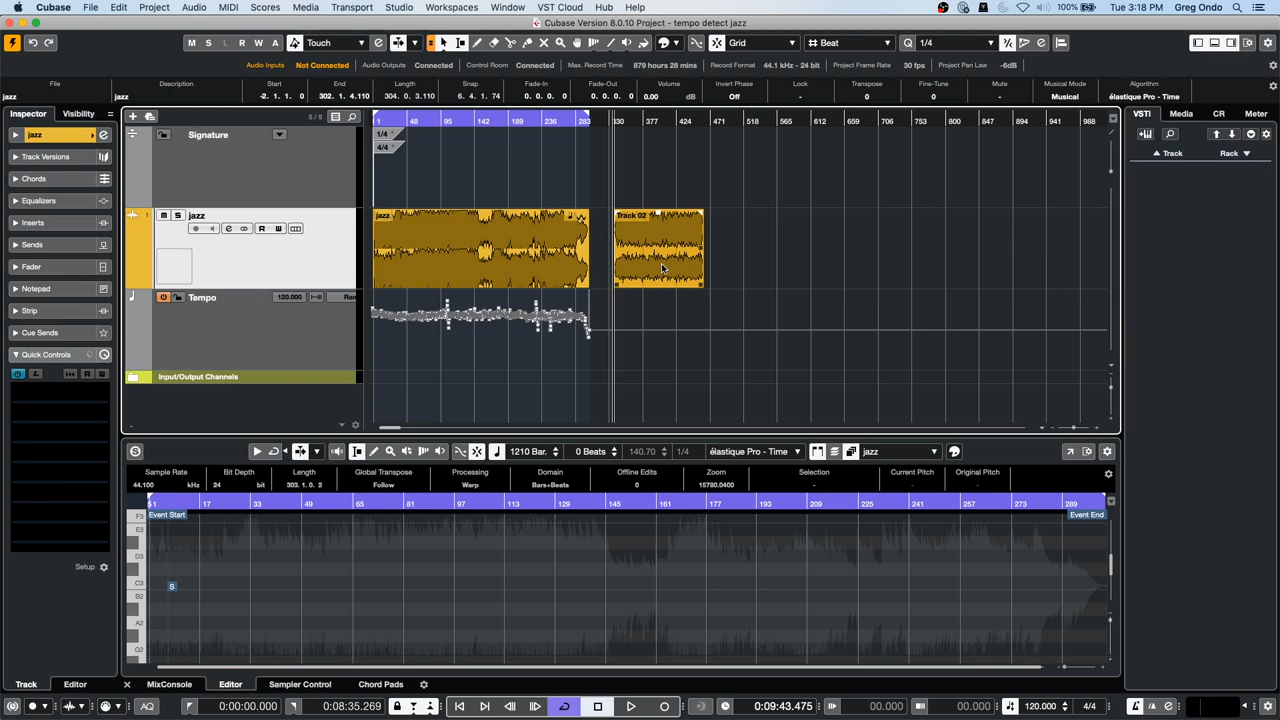 Cubase File Edit Project Audio MIDI Scores Media Transport Studio Workspaces Window VST Cloud Hub Help 100% Tue 3:18 PM Greg Ondo
Cubase Version 8.0.10 Project - tempo detect jazz
M S L R W A Touch Grid Beat Q 1/4
Audio Inputs Not Connected Audio Outputs Connected Control Room Connected Max. Record Time 879 hours 28 mins Record Format 44.1 kHz - 24 bit Project Frame Rate 30 fps Project Pan Law -6dB
File Description Start End Length Snap Fade-In Fade-Out Volume Invert Phase Lock Transpose Fine-Tune Mute Musical Mode Algorithm
jazz jazz -2. 1. 1. 0 302. 1. 4.110 304. 0. 3.110 6. 4. 1. 74 0. 0. 0. 0 0. 0. 0. 0 0.00 dB Off - 0 0 - Musical élastique Pro - Time
Inspector Visibility 5 / 5 1 48 95 142 189 236 283 330 377 424 471 518 565 612 659 706 753 800 847 894 941 988 VSTi Media CR Meter
jazz Signature 1/4
4/4
Track Versions Track Rack
Chords
Equalizers
1 M S jazz jazz Track 02
Inserts R W
Sends
Fader
Notepad Tempo 120.000 Ran
Strip
Cue Sends
Quick Controls
L R W Input/Output Channels
S 1210 Bar. 0 Beats 140.70 1/4 élastique Pro - Time jazz
Sample Rate Bit Depth Length Global Transpose Processing Domain Offline Edits Zoom Selection Current Pitch Original Pitch
44.100 kHz 24 bit 303. 1. 0. 2 Follow Warp Bars+Beats 0 15780.0400 - - -
1 17 33 49 65 81 97 113 129 145 161 177 193 209 225 241 257 273 289
F3 Event Start Event End
E3
D3
Setup
C3 S
B2
A2
G2
Track Editor MixConsole Editor Sampler Control Chord Pads
AQ 0:00:00.000 0:08:35.269 0:09:43.475 00.000 00.000 120.000 4/4